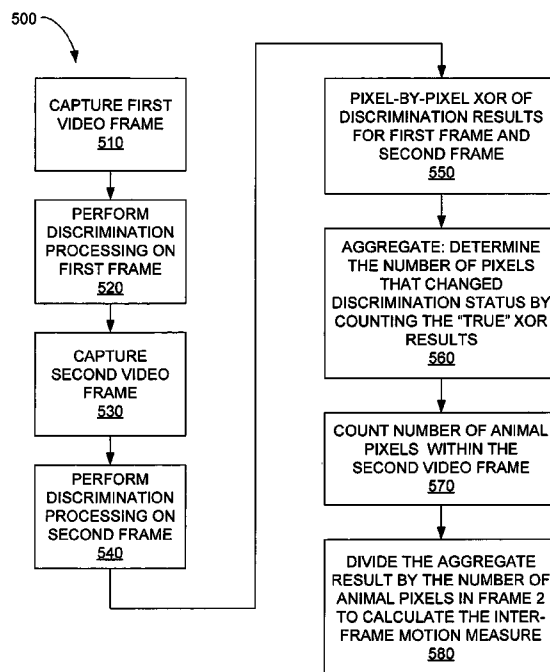 500
CAPTURE FIRST
VIDEO FRAME
510
PERFORM
DISCRIMINATION
PROCESSING ON
FIRST FRAME
520
CAPTURE
SECOND VIDEO
FRAME
530
PERFORM
DISCRIMINATION
PROCESSING ON
SECOND FRAME
540
PIXEL-BY-PIXEL XOR OF
DISCRIMINATION RESULTS
FOR FIRST FRAME AND
SECOND FRAME
550
AGGREGATE: DETERMINE
THE NUMBER OF PIXELS
THAT CHANGED
DISCRIMINATION STATUS BY
COUNTING THE "TRUE" XOR
RESULTS
560
COUNT NUMBER OF ANIMAL
PIXELS WITHIN THE
SECOND VIDEO FRAME
570
DIVIDE THE AGGREGATE
RESULT BY THE NUMBER OF
ANIMAL PIXELS IN FRAME 2
TO CALCULATE THE INTER-
FRAME MOTION MEASURE
580